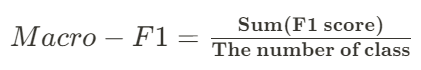 Macro − F1 = Sum(F1 score) / The number of class